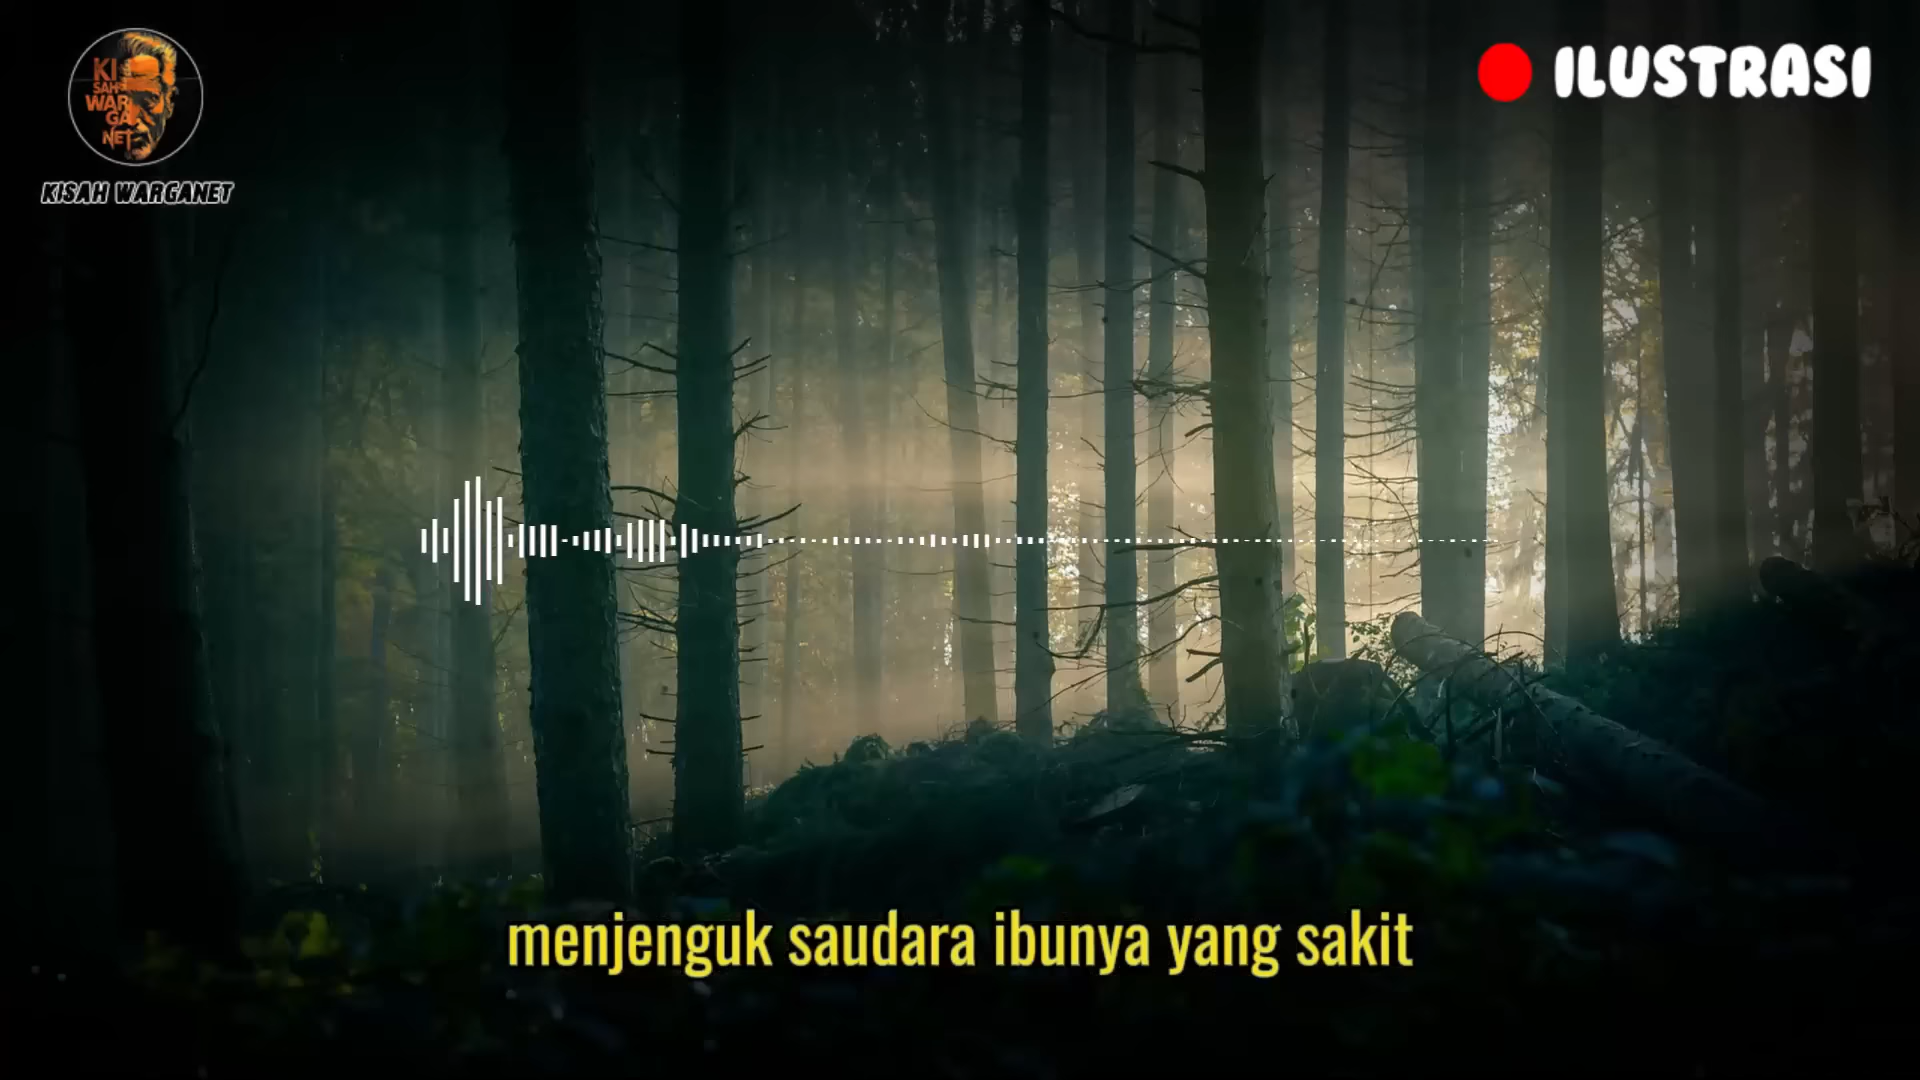 KI
SAH
WAR
GA
NET
KISAH WARGANET
ILUSTRASI
menjenguk saudara ibunya yang sakit